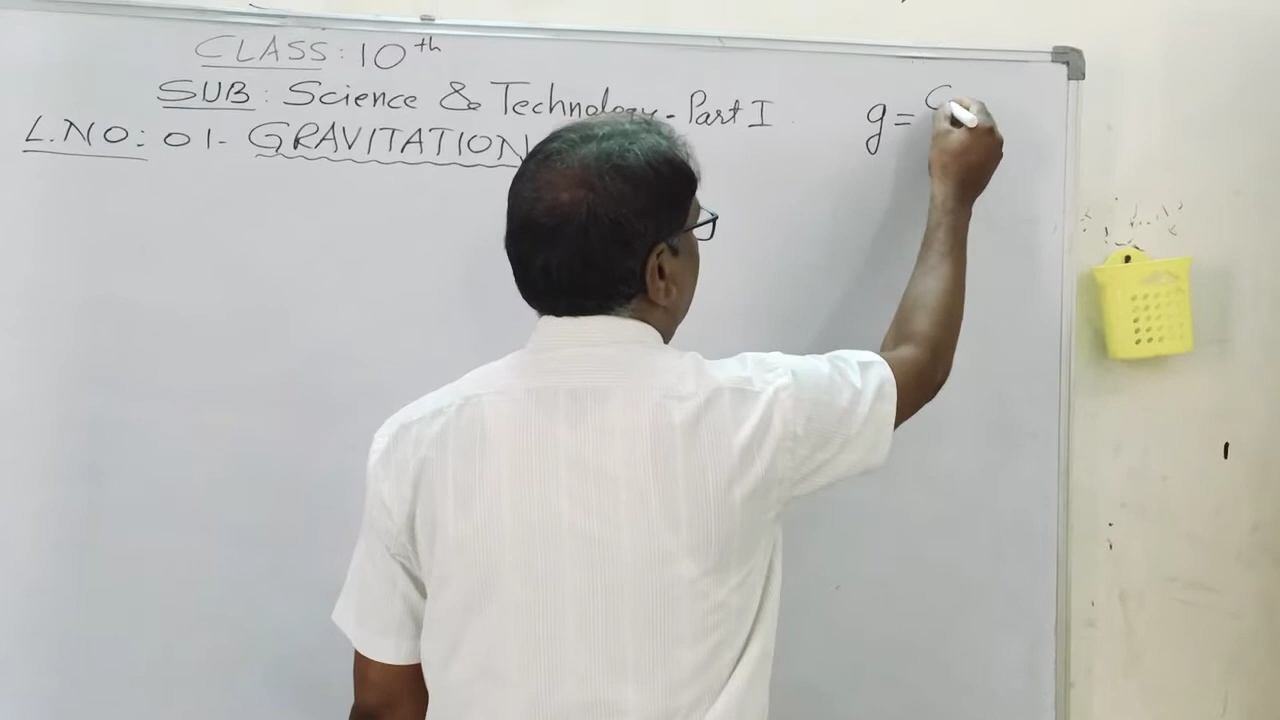 CLASS: 10th
SUB: Science & Technology - Part I
L.NO: 01- GRAVITATION
g =